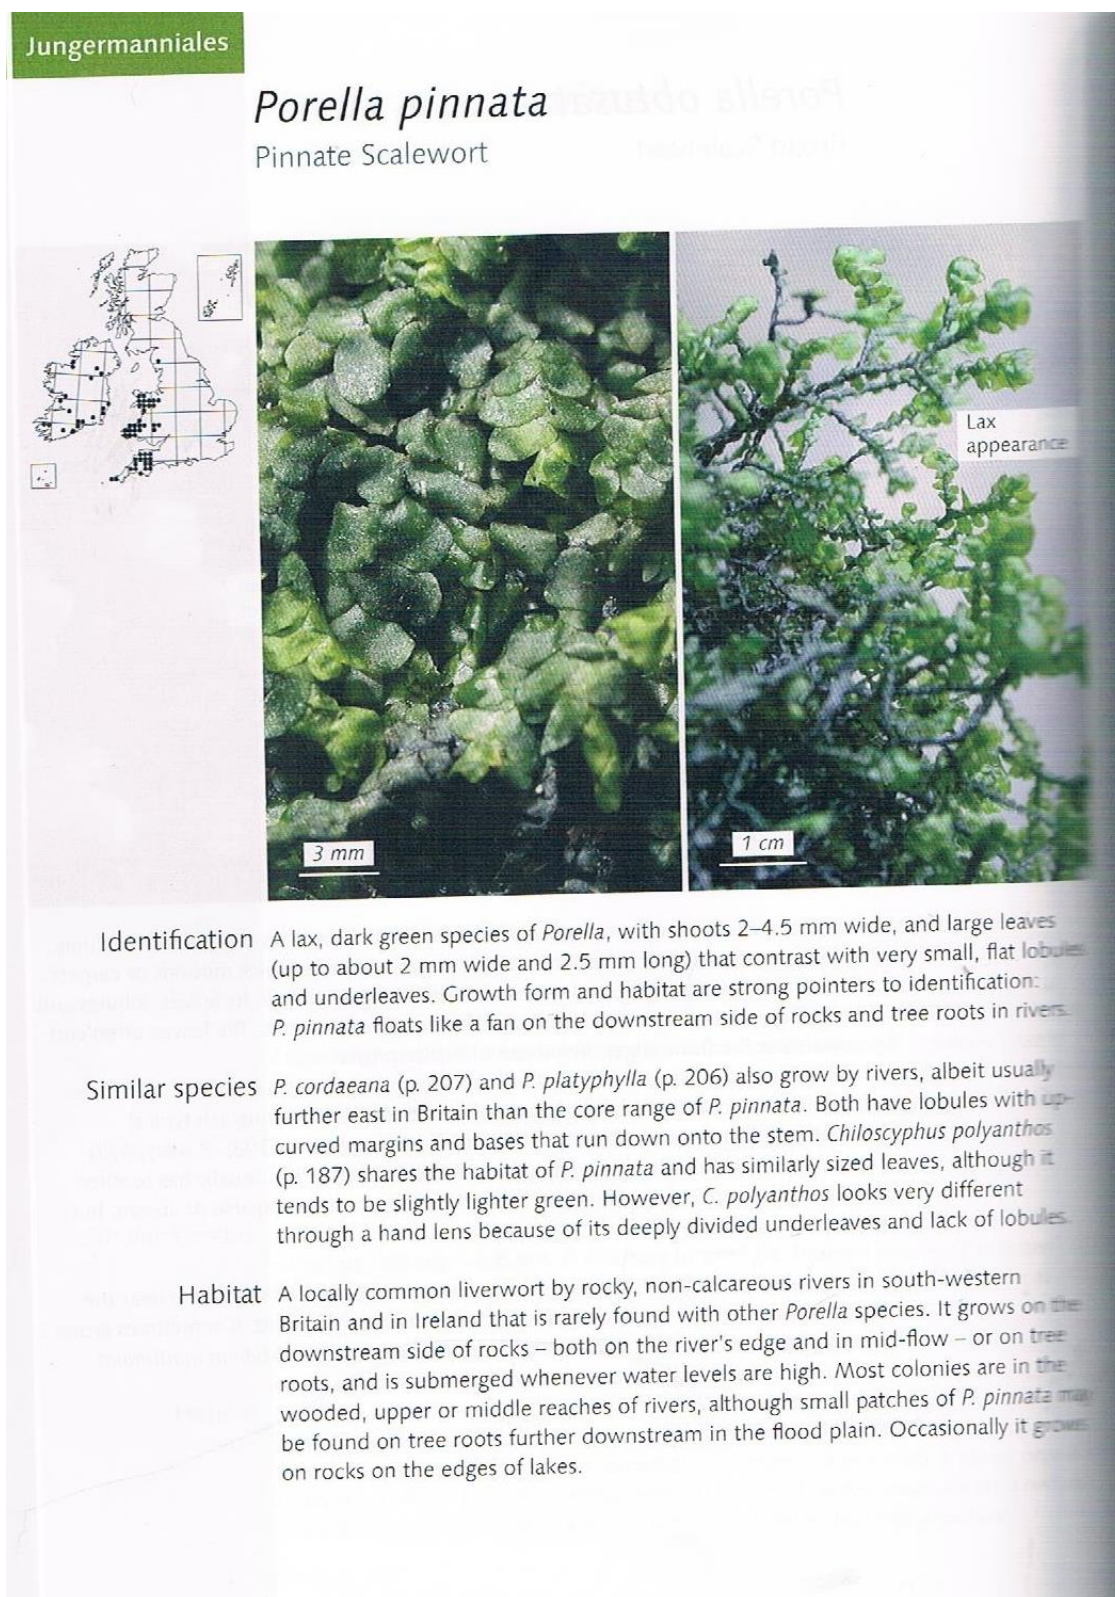 Jungermanniales
Porella pinnata
Pinnate Scalewort
Lax
appearance
3 mm
1 cm
Identification A lax, dark green species of Porella, with shoots 2–4.5 mm wide, and large leaves
(up to about 2 mm wide and 2.5 mm long) that contrast with very small, flat lobules
and underleaves. Growth form and habitat are strong pointers to identification:
P. pinnata floats like a fan on the downstream side of rocks and tree roots in rivers.
Similar species P. cordaeana (p. 207) and P. platyphylla (p. 206) also grow by rivers, albeit usually
further east in Britain than the core range of P. pinnata. Both have lobules with up-
curved margins and bases that run down onto the stem. Chiloscyphus polyanthos
(p. 187) shares the habitat of P. pinnata and has similarly sized leaves, although it
tends to be slightly lighter green. However, C. polyanthos looks very different
through a hand lens because of its deeply divided underleaves and lack of lobules.
Habitat A locally common liverwort by rocky, non-calcareous rivers in south-western
Britain and in Ireland that is rarely found with other Porella species. It grows on the
downstream side of rocks – both on the river's edge and in mid-flow – or on tree
roots, and is submerged whenever water levels are high. Most colonies are in the
wooded, upper or middle reaches of rivers, although small patches of P. pinnata may
be found on tree roots further downstream in the flood plain. Occasionally it grows
on rocks on the edges of lakes.